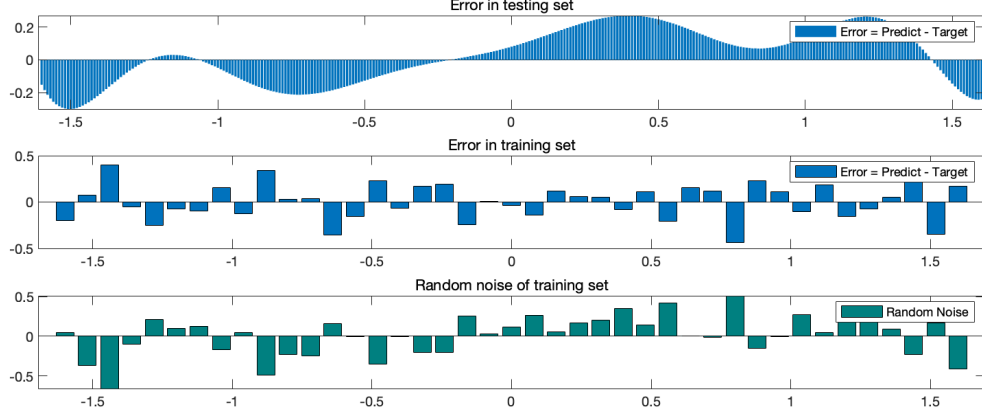 Error in testing set
0.2
0
-0.2
Error = Predict - Target
-1.5 -1 -0.5 0 0.5 1 1.5
Error in training set
0.5
0
-0.5
Error = Predict - Target
-1.5 -1 -0.5 0 0.5 1 1.5
Random noise of training set
0.5
0
-0.5
Random Noise
-1.5 -1 -0.5 0 0.5 1 1.5